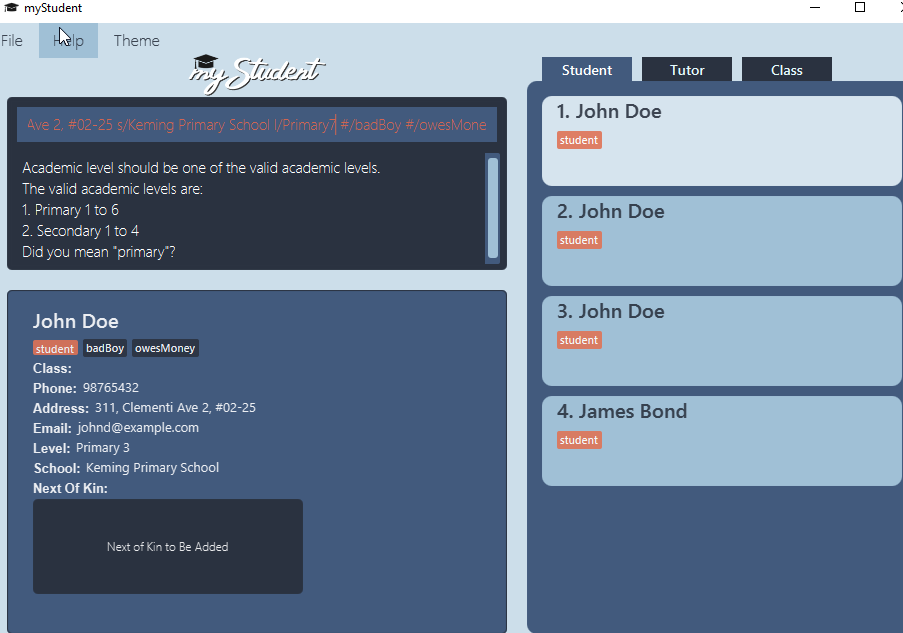 myStudent
File Help Theme
myStudent
Student Tutor Class
Ave 2, #02-25 s/Keming Primary School l/Primary7 #/badBoy #/owesMone
Academic level should be one of the valid academic levels.
The valid academic levels are:
1. Primary 1 to 6
2. Secondary 1 to 4
Did you mean "primary"?
John Doe
student badBoy owesMoney
Class:
Phone: 98765432
Address: 311, Clementi Ave 2, #02-25
Email: johnd@example.com
Level: Primary 3
School: Keming Primary School
Next Of Kin:
Next of Kin to Be Added
1. John Doe
student
2. John Doe
student
3. John Doe
student
4. James Bond
student